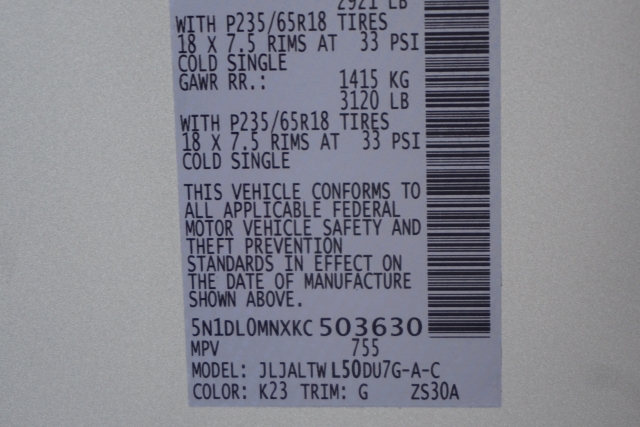 2921 LB
WITH P235/65R18 TIRES
18 X 7.5 RIMS AT 33 PSI
COLD SINGLE
GAWR RR.: 1415 KG
3120 LB
WITH P235/65R18 TIRES
18 X 7.5 RIMS AT 33 PSI
COLD SINGLE
THIS VEHICLE CONFORMS TO
ALL APPLICABLE FEDERAL
MOTOR VEHICLE SAFETY AND
THEFT PREVENTION
STANDARDS IN EFFECT ON
THE DATE OF MANUFACTURE
SHOWN ABOVE.
5N1DL0MNXKC503630
MPV 755
MODEL: JLJALTWL50DU7G-A-C
COLOR: K23 TRIM: G ZS30A